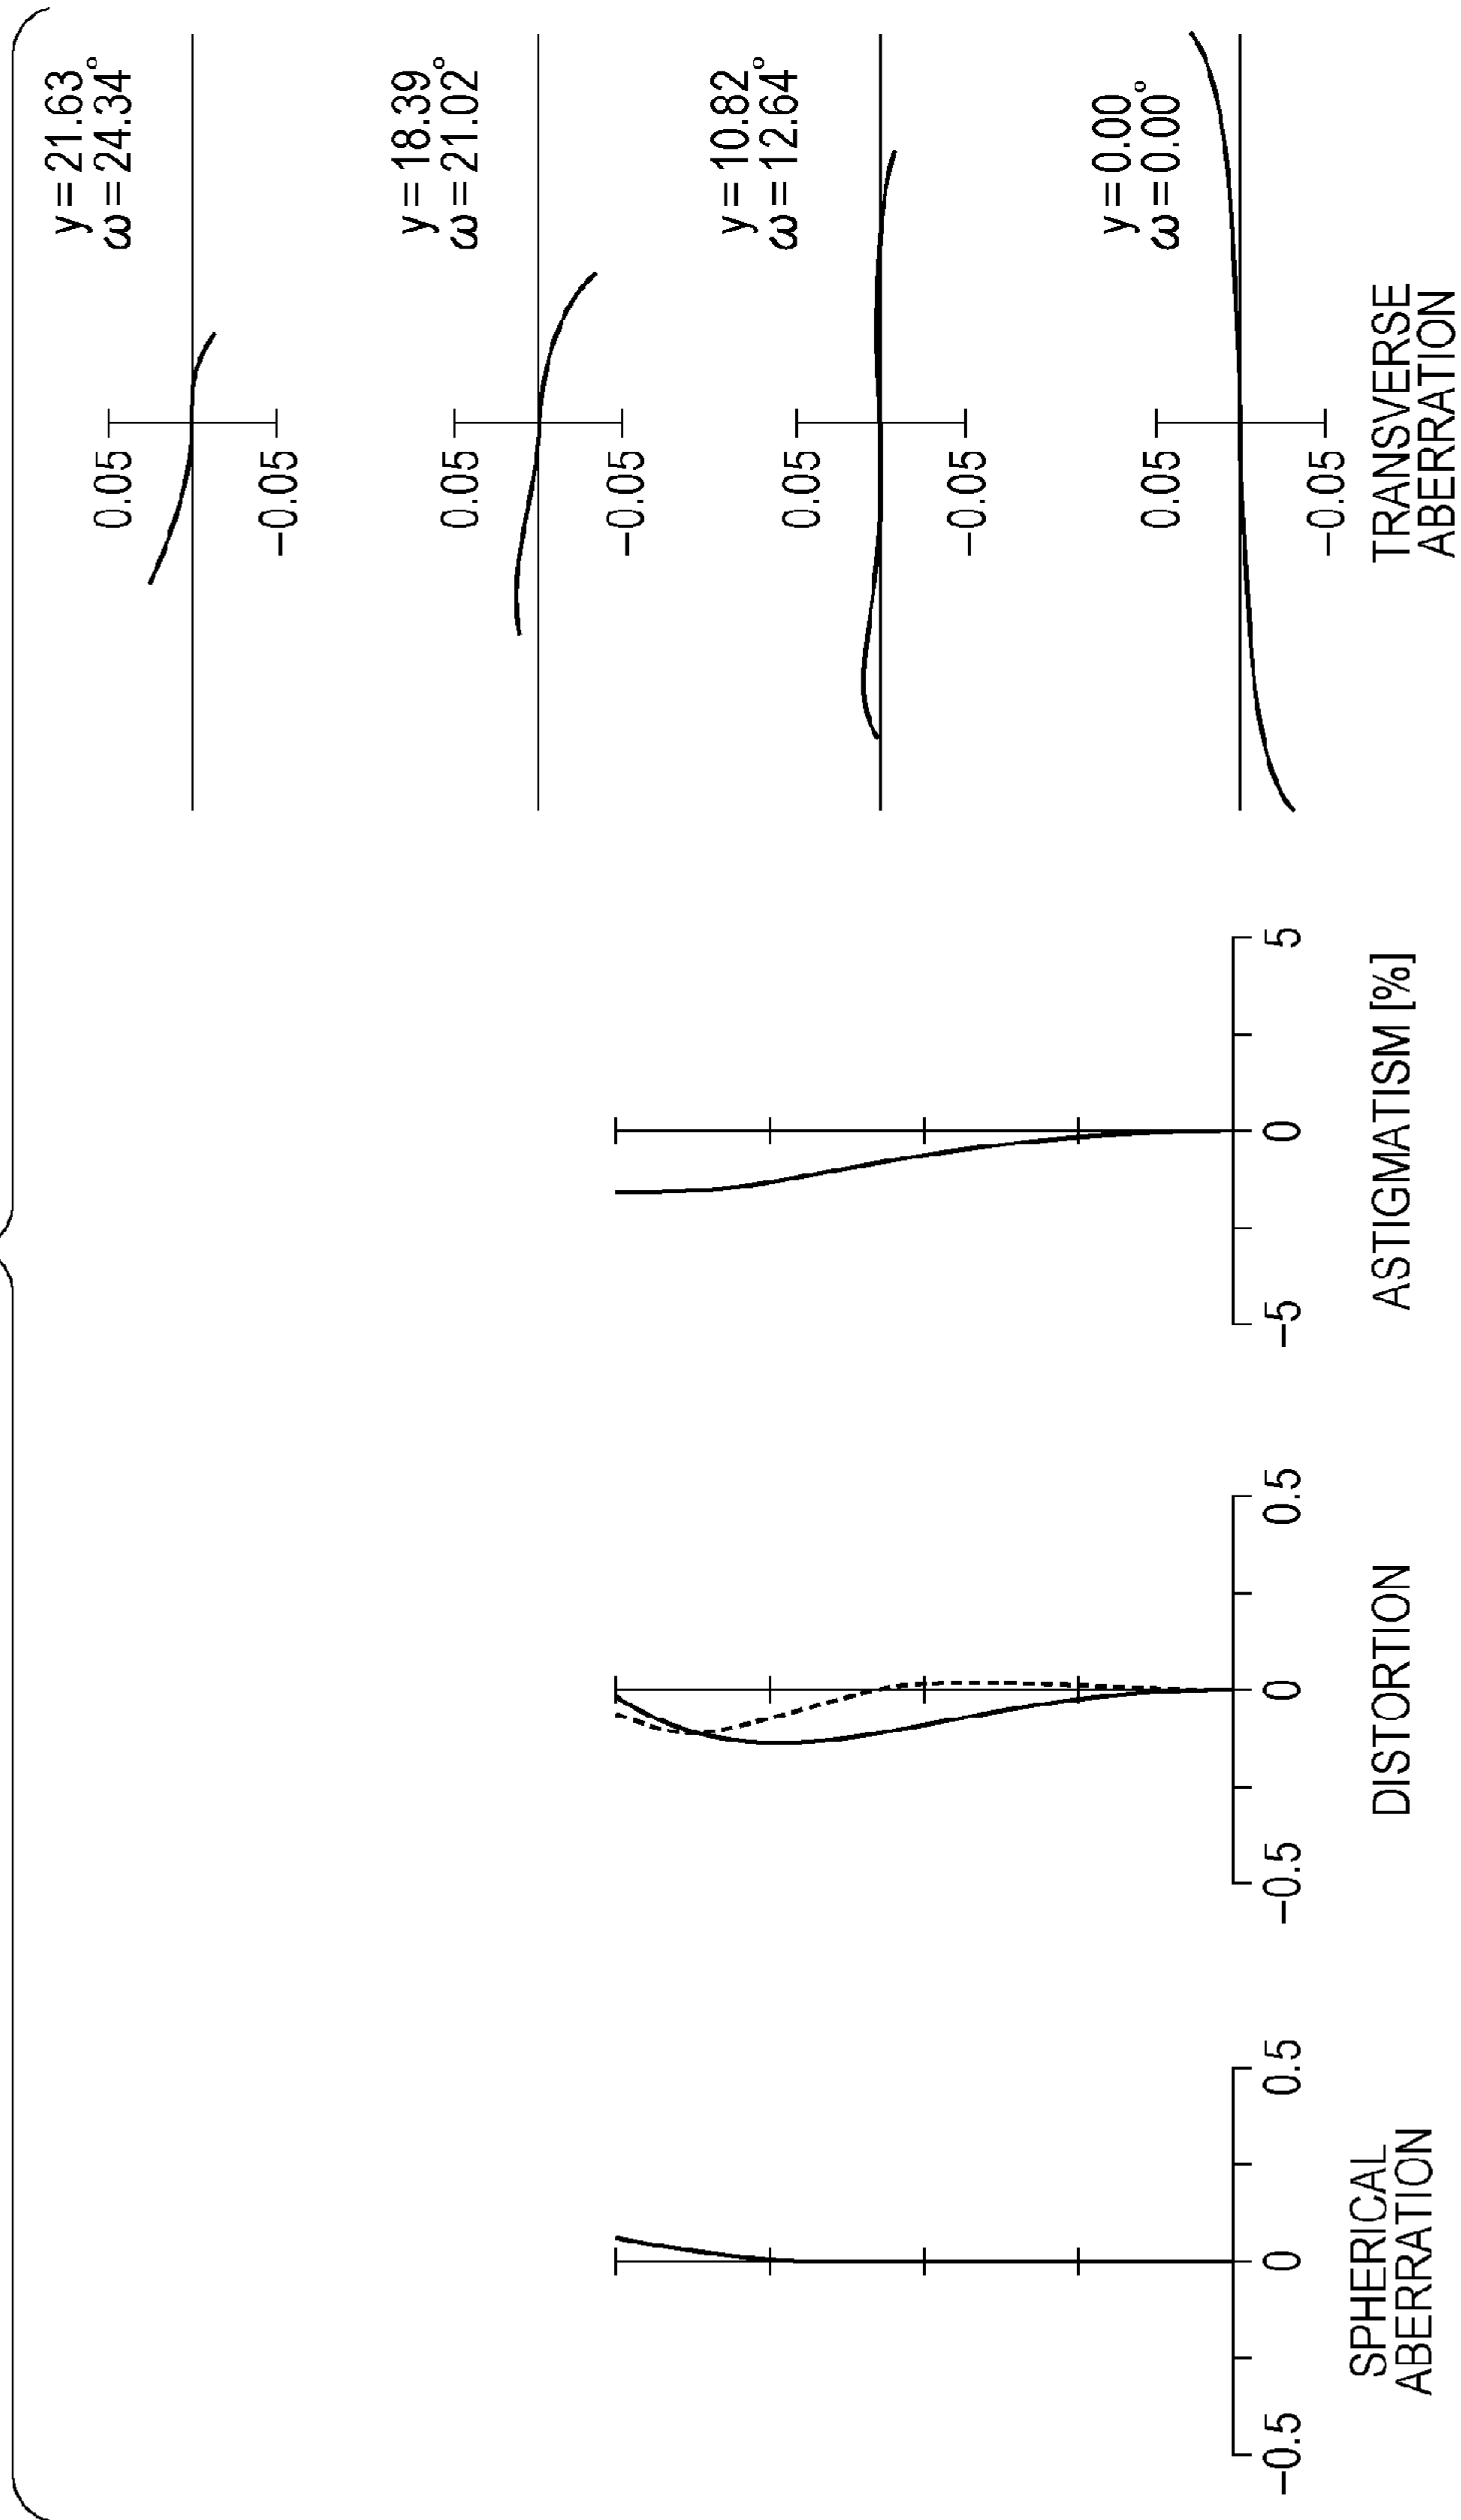 -0.5
0
0.5
SPHERICAL
ABERRATION
-0.5
0
0.5
DISTORTION
-5
0
5
ASTIGMATISM [%]
y=21.63
ω=24.34°
0.05
-0.05
y=18.39
ω=21.02°
0.05
-0.05
y=10.82
ω=12.64°
0.05
-0.05
y=0.00
ω=0.00°
0.05
-0.05
TRANSVERSE
ABERRATION